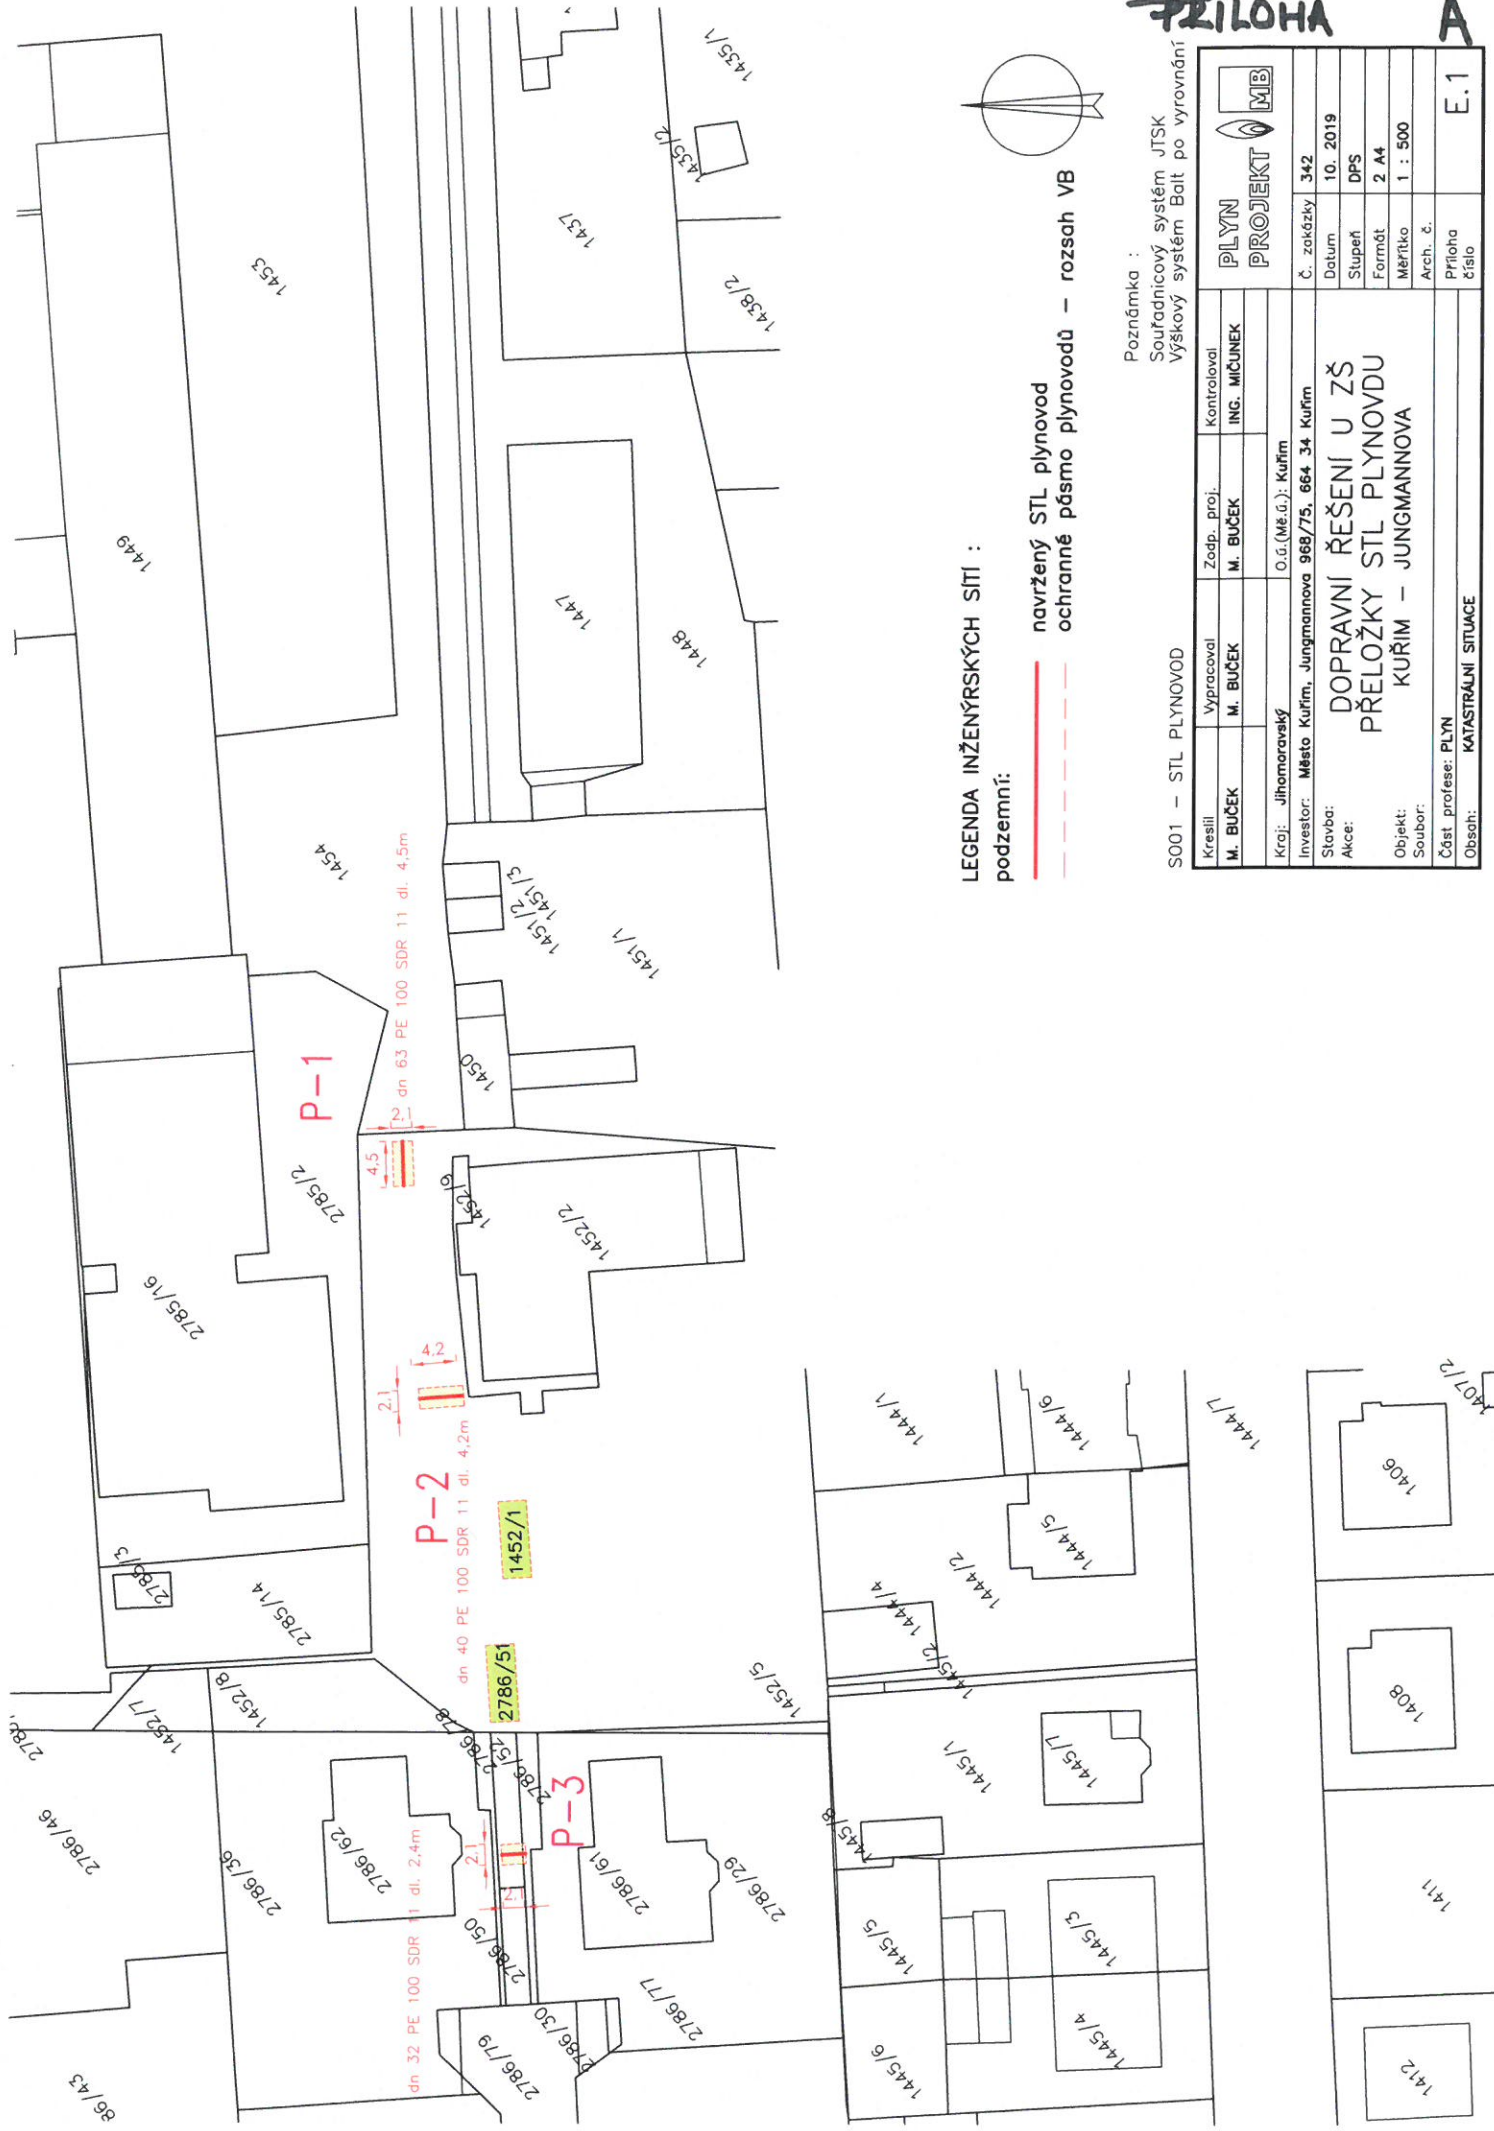 PŘÍLOHA A
1453
1449
1454
1435/1
1435/2
1437
1438/2
1447
1448
1451/3
1451/2
1451/1
1450
P-1
dn 63 PE 100 SDR 11 dl. 4,5m
4,5
2,1
2785/2
2785/16
1452/9
1452/2
P-2
dn 40 PE 100 SDR 11 dl. 4,2m
2,1
4,2
1452/1
2786/51
2785/3
2785/14
1452/8
1452/7
1452/5
2786/78
2786/52
P-3
dn 32 PE 100 SDR 11 dl. 2,4m
2,1
2,1
2786/46
2786/36
2786/62
2786/61
2786/29
2786/50
2786/77
2786/79
2786/30
86/43
1444/1
1444/6
1444/7
1444/5
1444/2
1444/4
1445/2
1445/1
1445/7
1445/8
1445/5
1445/3
1445/6
1445/4
1407/2
1406
1408
1411
1412
LEGENDA INŽENÝRSKÝCH SÍTÍ :
podzemní:
navržený STL plynovod
ochranné pásmo plynovodů – rozsah VB
Poznámka :
Souřadnicový systém JTSK
Výškový systém Balt po vyrovnání
SO01 – STL PLYNOVOD
Kreslil Vypracoval Zodp. proj. Kontroloval
M. BUČEK M. BUČEK M. BUČEK ING. MIČUNEK
PLYN
PROJEKT MB
Kraj: Jihomoravský O.ú.(Mě.ú.): Kuřim
Investor: Město Kuřim, Jungmannova 968/75, 664 34 Kuřim
Stavba: DOPRAVNÍ ŘEŠENÍ U ZŠ
Akce: PŘELOŽKY STL PLYNOVDU
Objekt: KUŘIM – JUNGMANNOVA
Soubor:
Část profese: PLYN
Obsah: KATASTRÁLNÍ SITUACE
Č. zakázky 342
Datum 10. 2019
Stupeň DPS
Formát 2 A4
Měřítko 1 : 500
Arch. č.
Příloha
číslo E.1